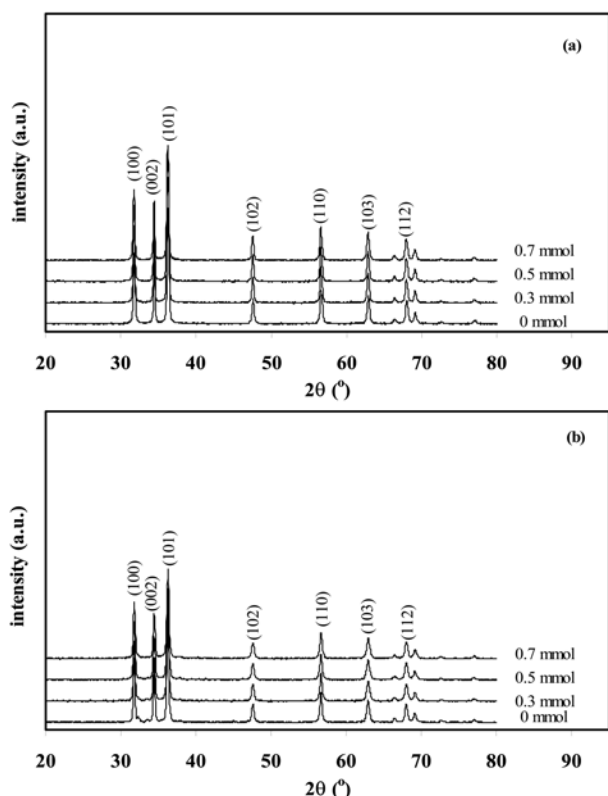 (a)
intensity (a.u.)
(100)
(002)
(101)
(102)
(110)
(103)
(112)
0.7 mmol
0.5 mmol
0.3 mmol
0 mmol
20 30 40 50 60 70 80 90
2θ (º)
(b)
intensity (a.u.)
(100)
(002)
(101)
(102)
(110)
(103)
(112)
0.7 mmol
0.5 mmol
0.3 mmol
0 mmol
20 30 40 50 60 70 80 90
2θ (º)